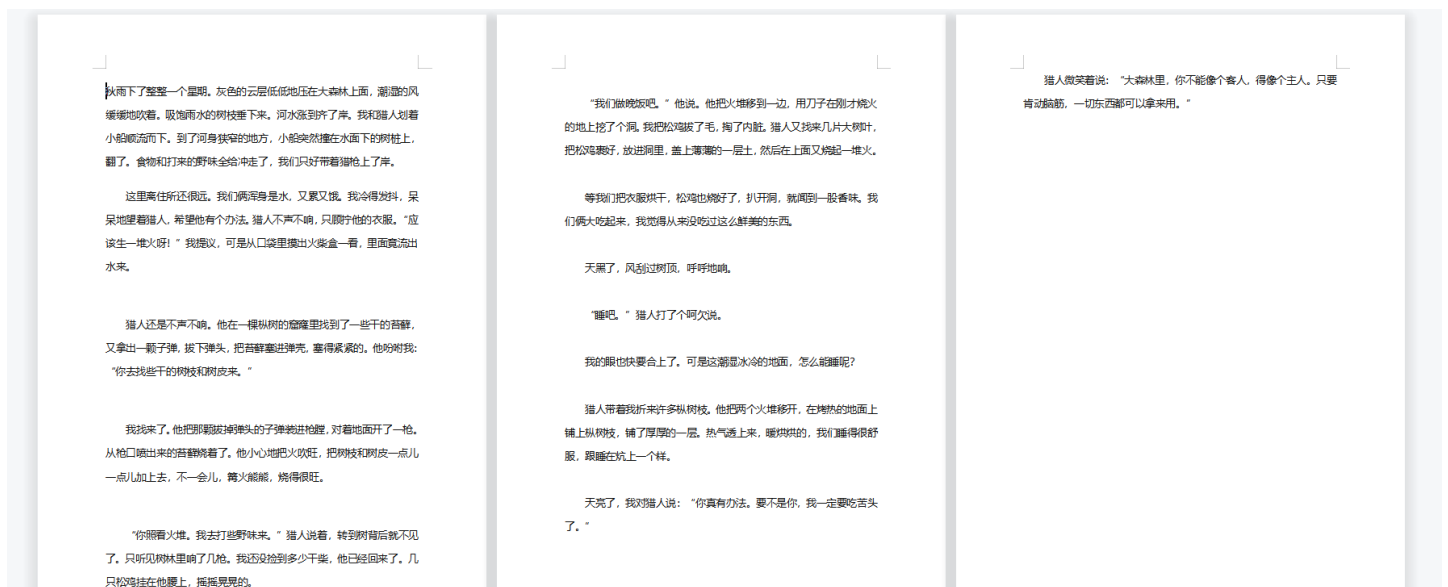 秋雨下了整整一个星期。灰色的云层低低地压在大森林上面，潮湿的风
缓缓地吹着。吸饱雨水的树枝垂下来。河水涨到齐了岸。我和猎人划着
小船顺流而下。到了河身狭窄的地方，小船突然撞在水面下的树桩上，
翻了。食物和打来的野味全给冲走了，我们只好带着猎枪上了岸。
这里离住所还很远。我们俩浑身是水，又累又饿。我冷得发抖，呆
呆地望着猎人，希望他有个办法。猎人不声不响，只顾拧他的衣服。“应
该生一堆火呀！”我提议，可是从口袋里摸出火柴盒一看，里面竟流出
水来。
猎人还是不声不响。他在一棵枞树的窟窿里找到了一些干的苔藓，
又拿出一颗子弹，拔下弹头，把苔藓塞进弹壳，塞得紧紧的。他吩咐我：
“你去找些干的树枝和树皮来。”
我找来了。他把那颗拔掉弹头的子弹装进枪膛，对着地面开了一枪。
从枪口喷出来的苔藓烧着了。他小心地把火吹旺，把树枝和树皮一点儿
一点儿加上去，不一会儿，篝火熊熊，烧得很旺。
“你照看火堆。我去打些野味来。”猎人说着，转到树背后就不见
了。只听见树林里响了几枪。我还没捡到多少干柴，他已经回来了。几
只松鸡挂在他腰上，摇摇晃晃的。
“我们做晚饭吧。”他说。他把火堆移到一边，用刀子在刚才烧火
的地上挖了个洞。我把松鸡拔了毛，掏了内脏。猎人又找来几片大树叶，
把松鸡裹好，放进洞里，盖上薄薄的一层土，然后在上面又烧起一堆火。
等我们把衣服烘干，松鸡也烧好了，扒开洞，就闻到一股香味。我
们俩大吃起来，我觉得从来没吃过这么鲜美的东西。
天黑了，风刮过树顶，呼呼地响。
“睡吧。”猎人打了个呵欠说。
我的眼也快要合上了。可是这潮湿冰冷的地面，怎么能睡呢？
猎人带着我折来许多枞树枝。他把两个火堆移开，在烤热的地面上
铺上枞树枝，铺了厚厚的一层。热气透上来，暖烘烘的，我们睡得很舒
服，跟睡在炕上一个样。
天亮了，我对猎人说：“你真有办法。要不是你，我一定要吃苦头
了。”
猎人微笑着说：“大森林里，你不能像个客人，得像个主人。只要
肯动脑筋，一切东西都可以拿来用。”